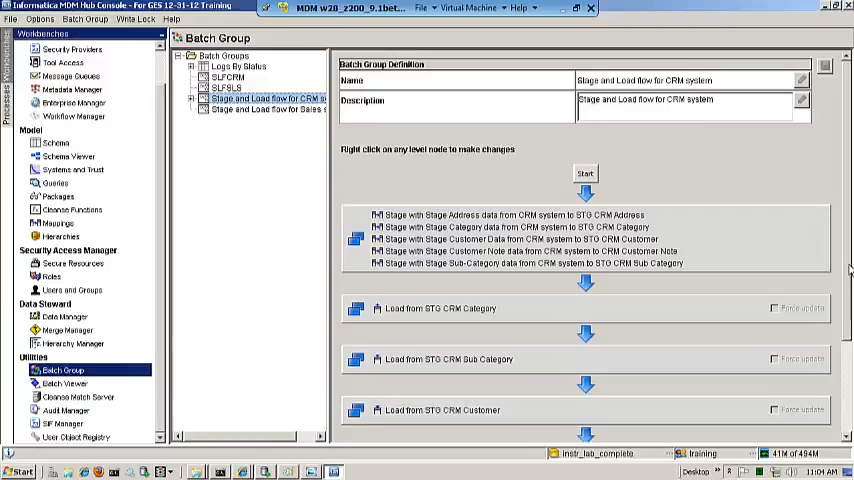 Informatica MDM Hub Console - For GES 12-31-12 Training
MDM w28_z200_9.1bet...
File
Virtual Machine
Help
File Options Batch Group Write Lock Help
Workbenches
Workbenches
Processes
Security Providers
Tool Access
Message Queues
Metadata Manager
Enterprise Manager
Workflow Manager
Model
Schema
Schema Viewer
Systems and Trust
Queries
Packages
Cleanse Functions
Mappings
Hierarchies
Security Access Manager
Secure Resources
Roles
Users and Groups
Data Steward
Data Manager
Merge Manager
Hierarchy Manager
Utilities
Batch Group
Batch Viewer
Cleanse Match Server
Audit Manager
SIF Manager
User Object Registry
Batch Group
Batch Groups
Logs By Status
SLFCRM
SLFSLS
Stage and Load flow for CRM s
Stage and Load flow for Sales s
Batch Group Definition
Name
Stage and Load flow for CRM system
Description
Stage and Load flow for CRM system
Right click on any level node to make changes
Start
Stage with Stage Address data from CRM system to STG CRM Address
Stage with Stage Category data from CRM system to STG CRM Category
Stage with Stage Customer Data from CRM system to STG CRM Customer
Stage with Stage Customer Note data from CRM system to CRM Customer Note
Stage with Stage Sub-Category data from CRM system to STG CRM Sub Category
Load from STG CRM Category
Force update
Load from STG CRM Sub Category
Force update
Load from STG CRM Customer
Force update
instr_lab_complete
training
41M of 494M
Start
Desktop
11:04 AM